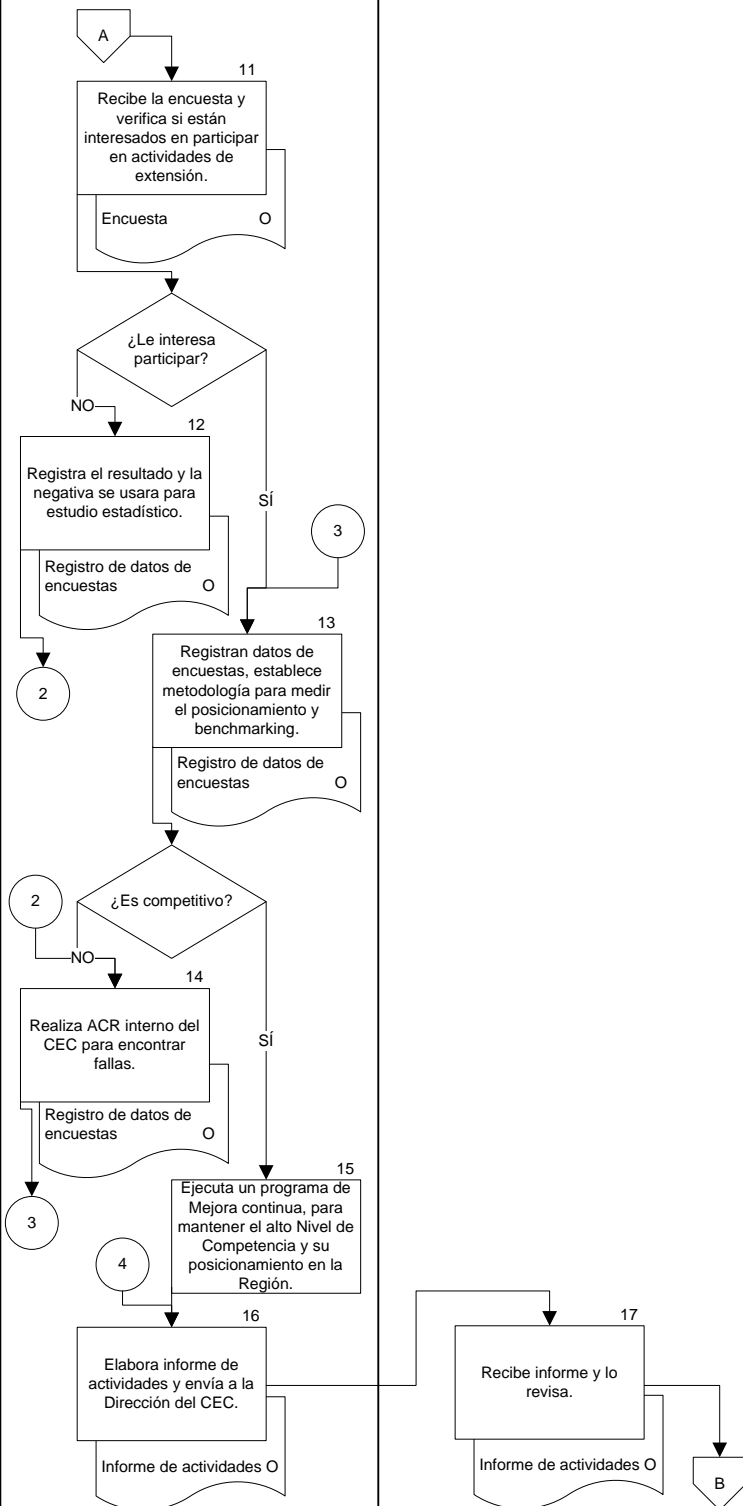 A
11
Recibe la encuesta y
verifica si están
interesados en participar
en actividades de
extensión.
Encuesta O
¿Le interesa
participar?
NO
SÍ
12
Registra el resultado y la
negativa se usara para
estudio estadístico.
Registro de datos de
encuestas O
2
3
13
Registran datos de
encuestas, establece
metodología para medir
el posicionamiento y
benchmarking.
Registro de datos de
encuestas O
¿Es competitivo?
2
NO
SÍ
14
Realiza ACR interno del
CEC para encontrar
fallas.
Registro de datos de
encuestas O
3
15
Ejecuta un programa de
Mejora continua, para
mantener el alto Nivel de
Competencia y su
posicionamiento en la
Región.
4
16
Elabora informe de
actividades y envía a la
Dirección del CEC.
Informe de actividades O
17
Recibe informe y lo
revisa.
Informe de actividades O
B